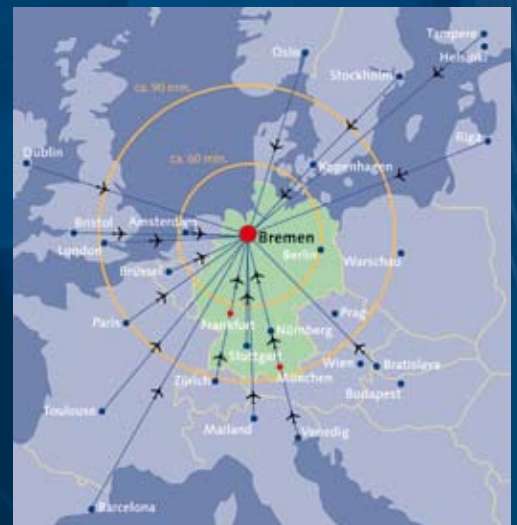 Tampere
Helsinki
Oslo
Stockholm
ca. 90 min.
Riga
Dublin
ca. 60 min.
Kopenhagen
Bristol
Amsterdam
London
Bremen
Berlin
Warschau
Brüssel
Paris
Frankfurt
Prag
Nürnberg
Stuttgart
Wien
Bratislava
Zürich
München
Budapest
Toulouse
Mailand
Venedig
Barcelona